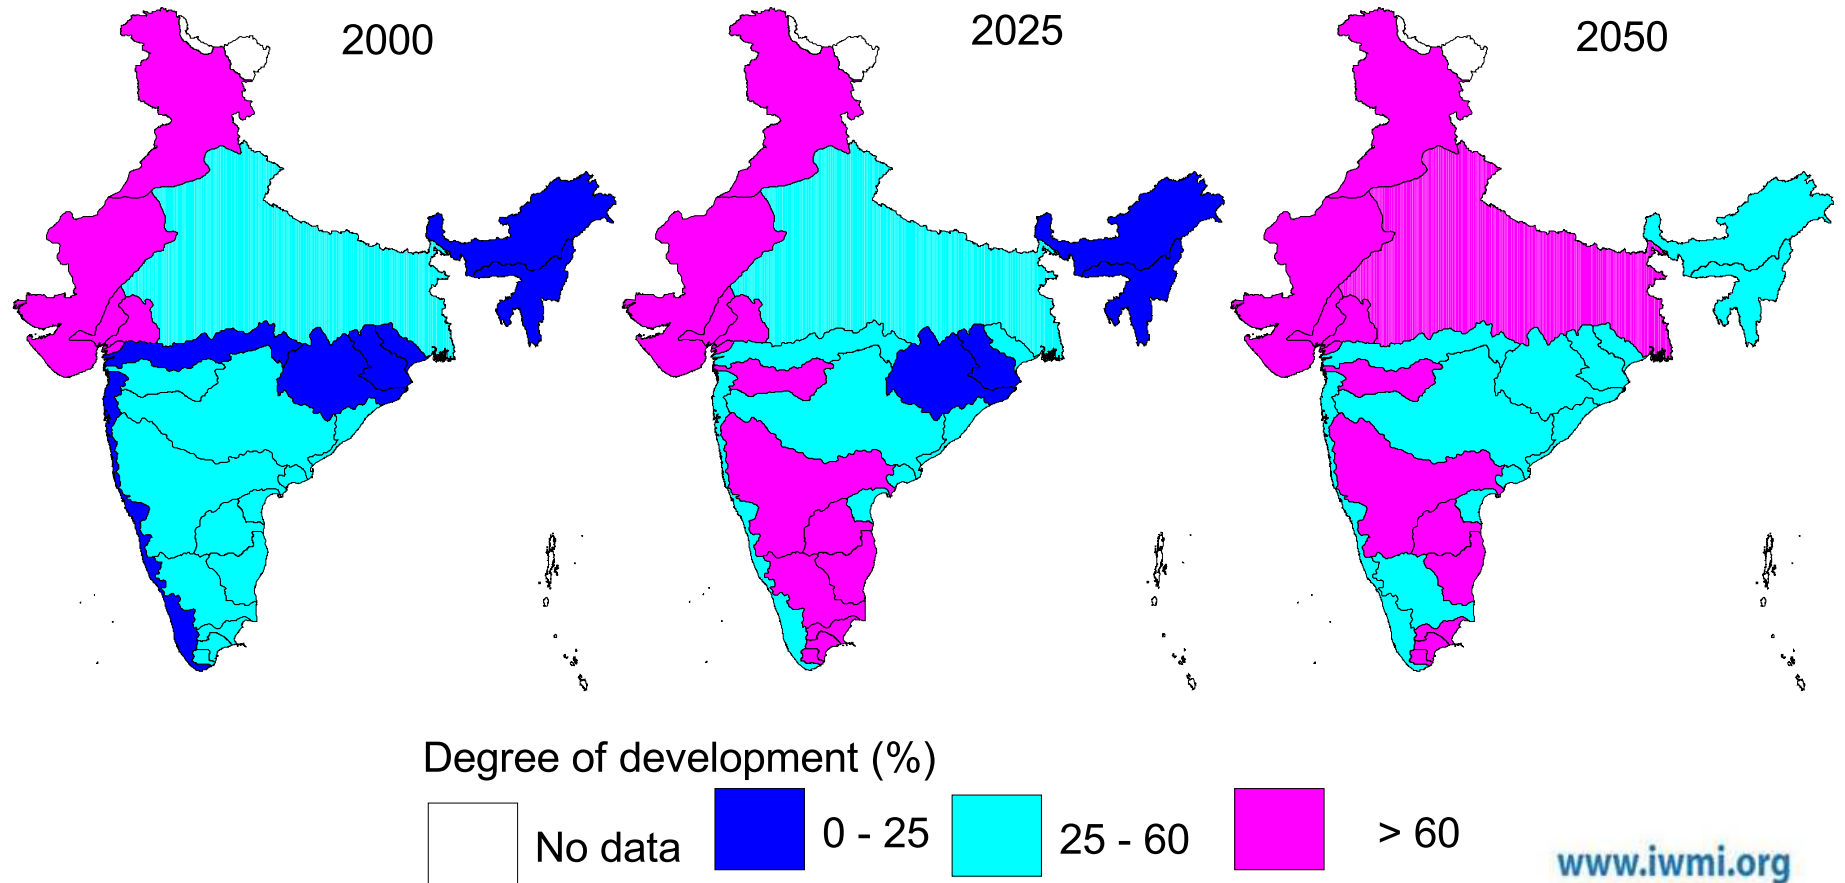 2000
2025
2050
Degree of development (%)
No data
0 - 25
25 - 60
> 60
www.iwmi.org